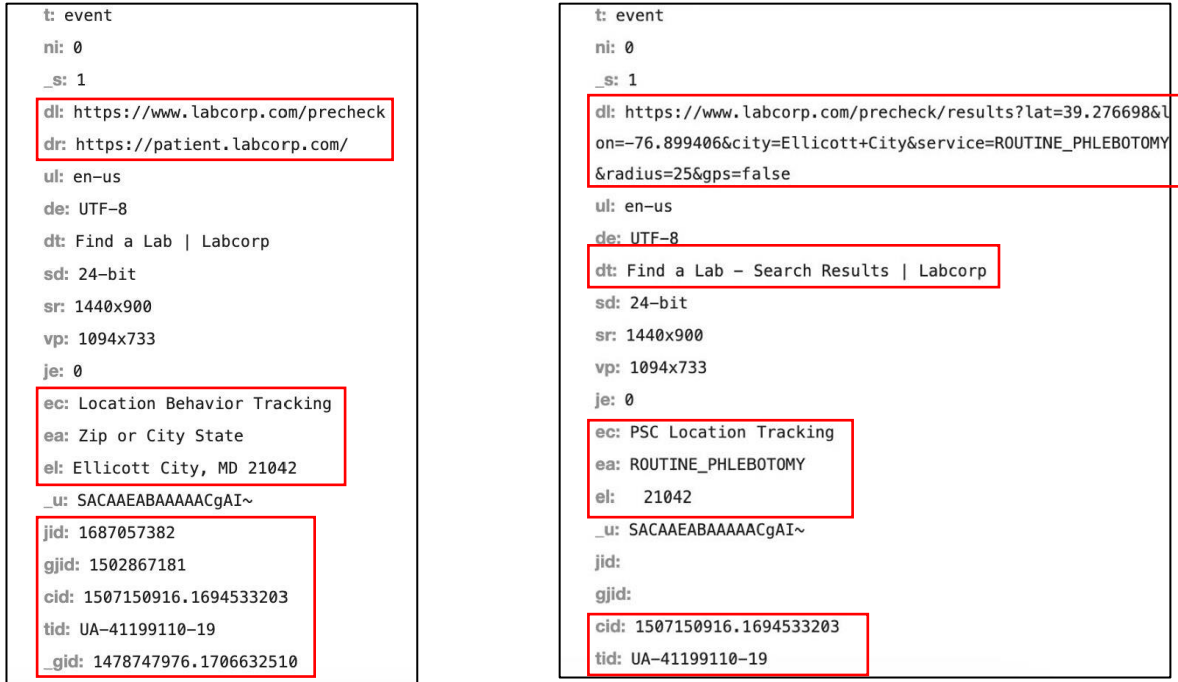 t: event
ni: 0
_s: 1
dl: https://www.labcorp.com/precheck
dr: https://patient.labcorp.com/
ul: en-us
de: UTF-8
dt: Find a Lab | Labcorp
sd: 24-bit
sr: 1440x900
vp: 1094x733
je: 0
ec: Location Behavior Tracking
ea: Zip or City State
el: Ellicott City, MD 21042
_u: SACAAEABAAAAACgAI~
jid: 1687057382
gjid: 1502867181
cid: 1507150916.1694533203
tid: UA-41199110-19
_gid: 1478747976.1706632510
t: event
ni: 0
_s: 1
dl: https://www.labcorp.com/precheck/results?lat=39.276698&l
on=-76.899406&city=Ellicott+City&service=ROUTINE_PHLEBOTOMY
&radius=25&gps=false
ul: en-us
de: UTF-8
dt: Find a Lab - Search Results | Labcorp
sd: 24-bit
sr: 1440x900
vp: 1094x733
je: 0
ec: PSC Location Tracking
ea: ROUTINE_PHLEBOTOMY
el: 21042
_u: SACAAEABAAAAACgAI~
jid:
gjid:
cid: 1507150916.1694533203
tid: UA-41199110-19